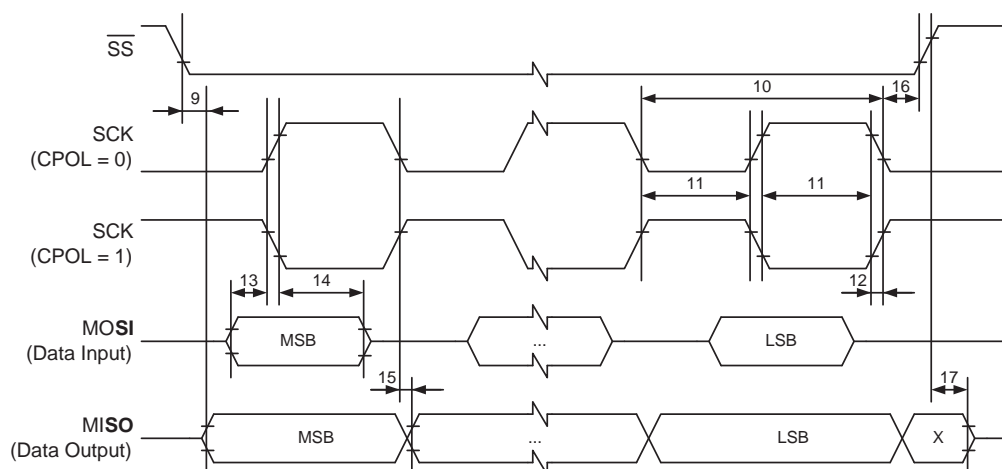 SS
9
10
16
SCK
(CPOL = 0)
11
11
SCK
(CPOL = 1)
13
14
12
MOSI
(Data Input)
MSB
...
LSB
15
17
MISO
(Data Output)
MSB
...
LSB
X